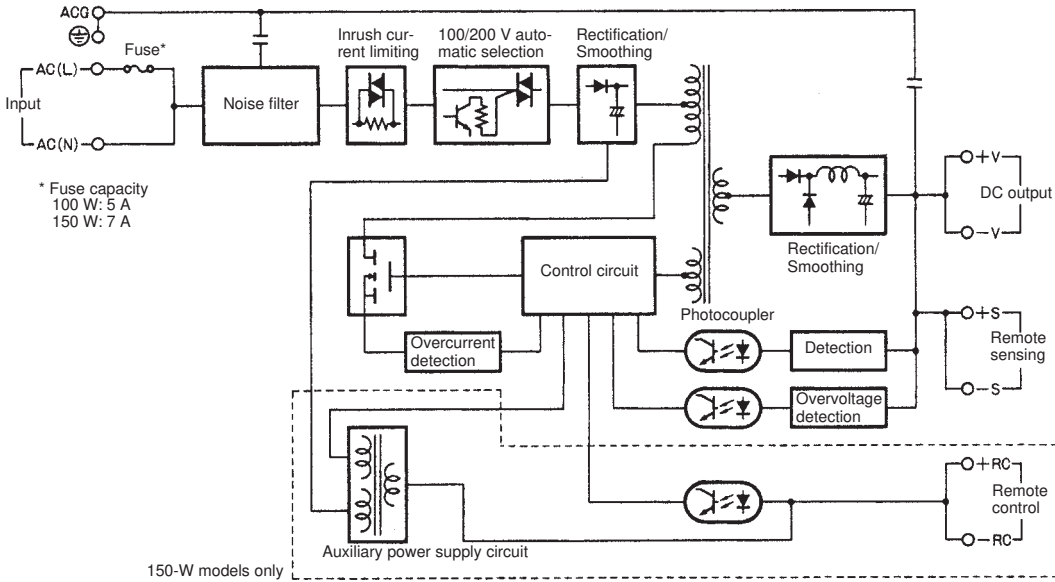 ACG
Fuse*
AC(L)
Input
AC(N)
* Fuse capacity
100 W: 5 A
150 W: 7 A
Noise filter
Inrush cur-
rent limiting
100/200 V auto-
matic selection
Rectification/
Smoothing
Rectification/
Smoothing
+V
DC output
-V
Control circuit
Overcurrent
detection
Photocoupler
Detection
Overvoltage
detection
+S
Remote
sensing
-S
Auxiliary power supply circuit
+RC
Remote
control
-RC
150-W models only